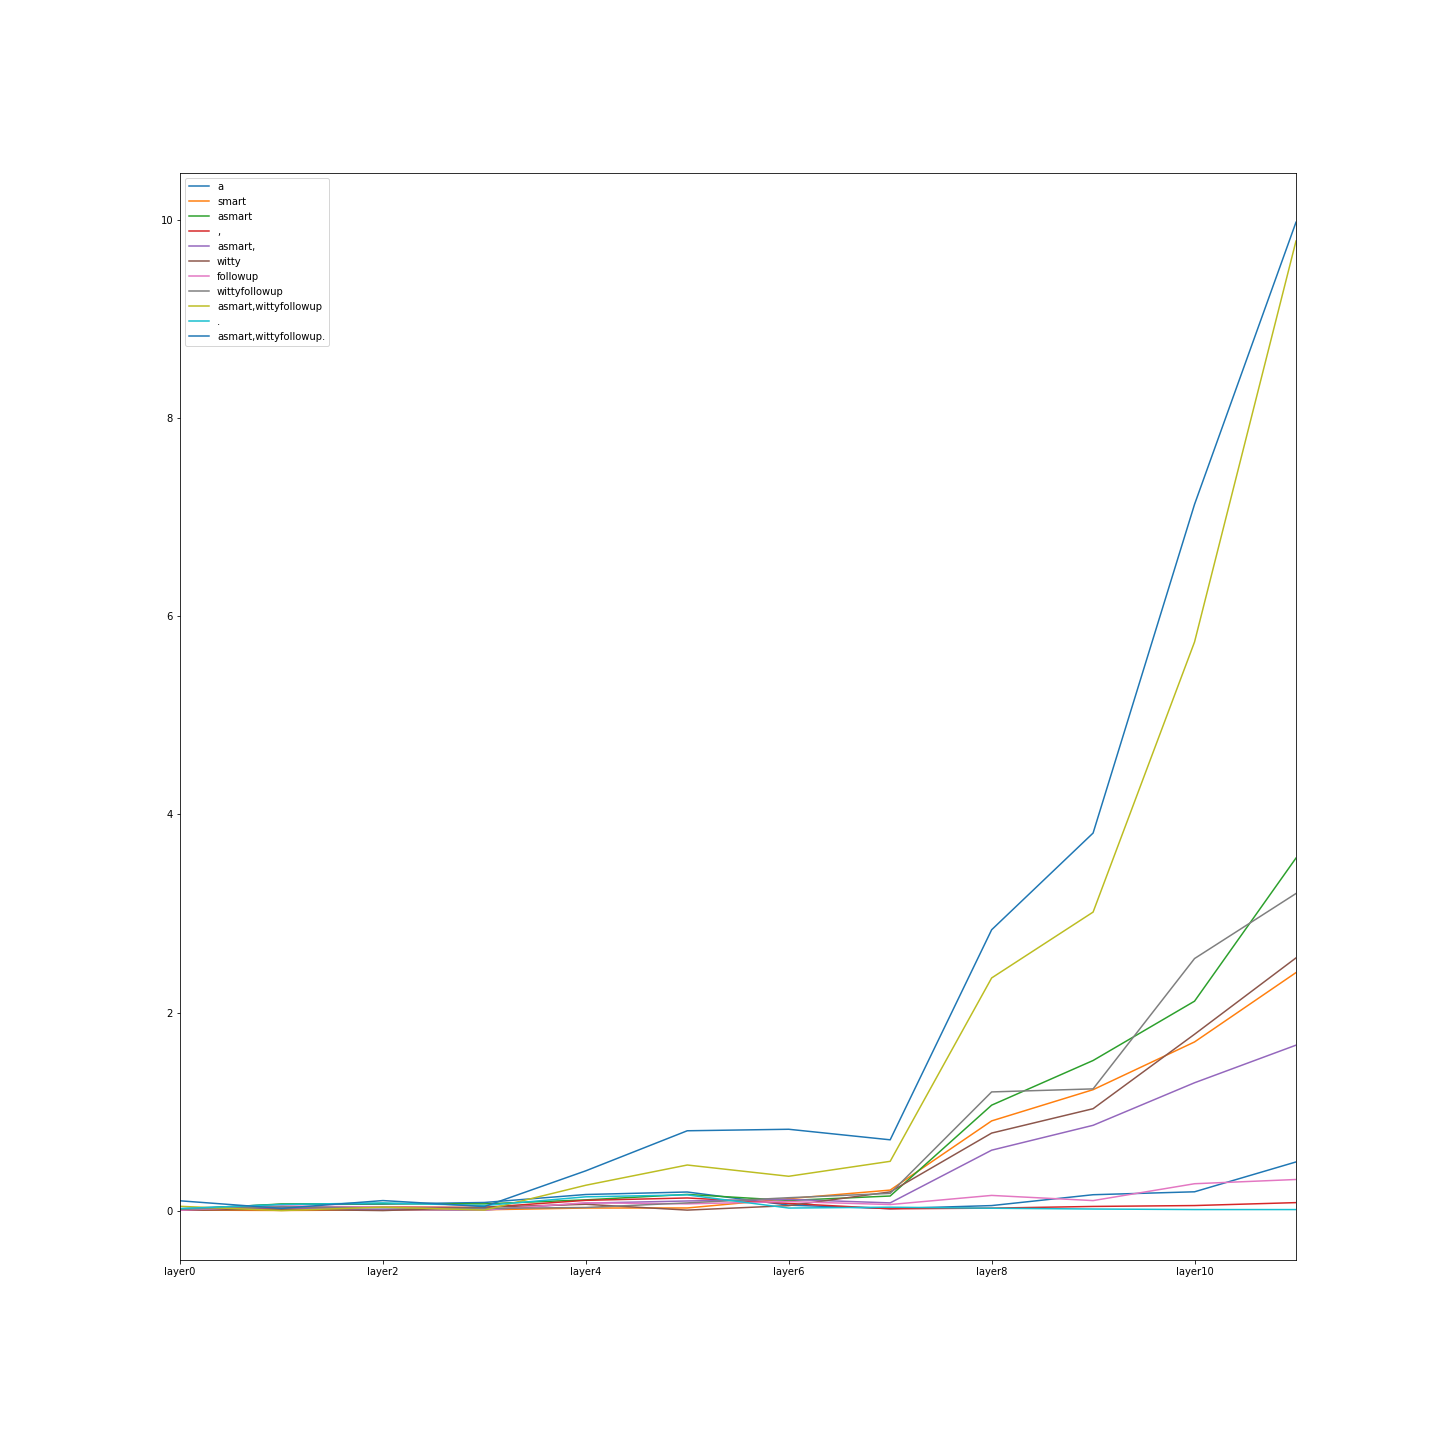 a
smart
asmart
,
asmart,
witty
followup
wittyfollowup
asmart,wittyfollowup
.
asmart,wittyfollowup.
10
8
6
4
2
0
layer0 layer2 layer4 layer6 layer8 layer10